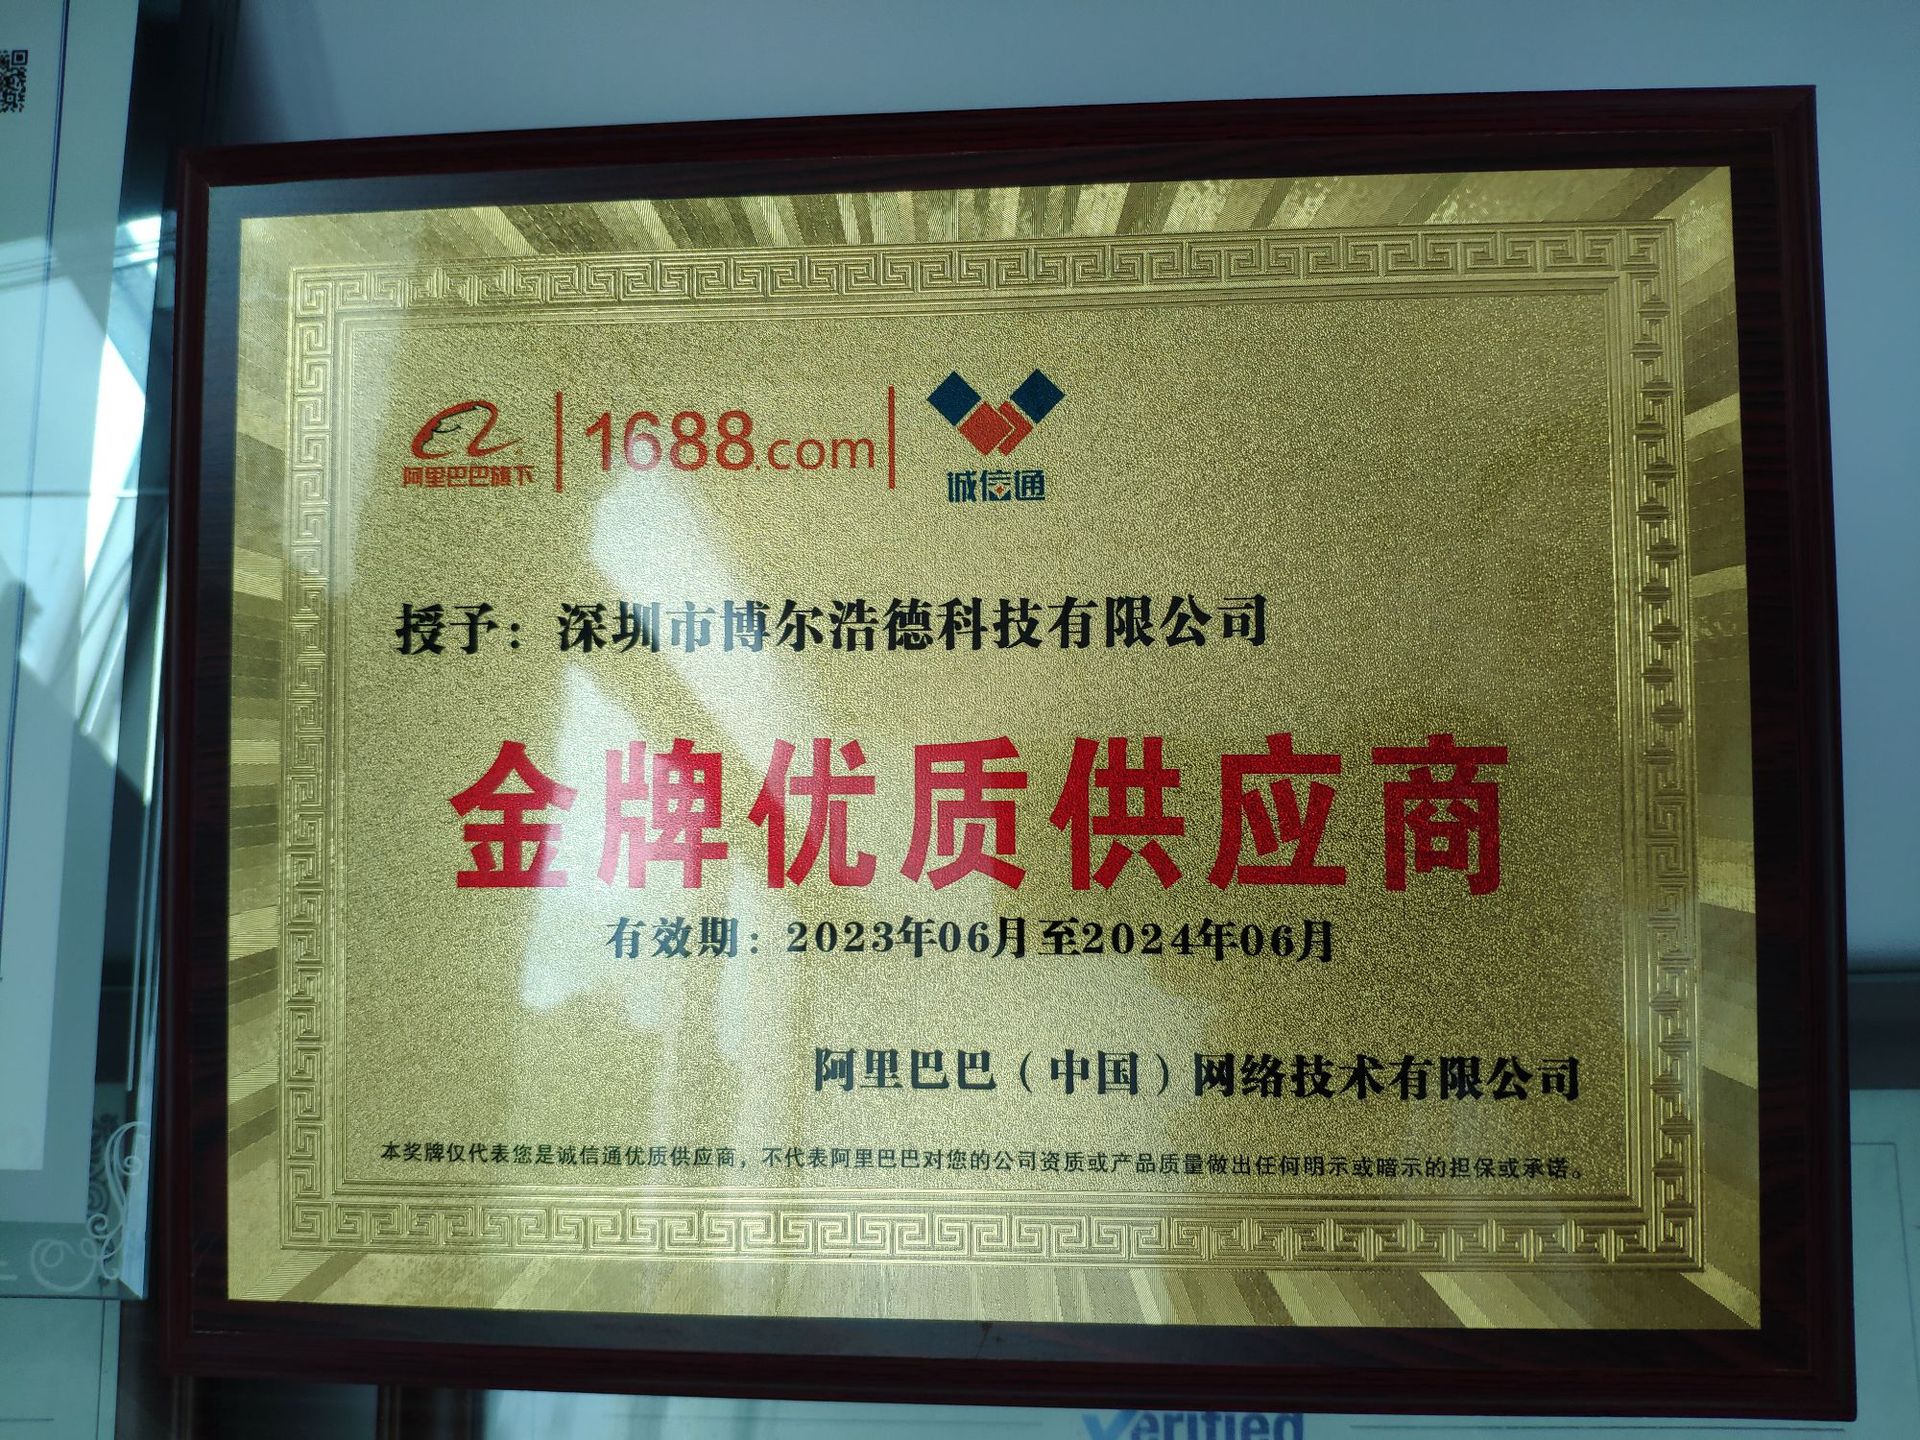 阿里巴巴旗下
1688.com
诚信通
授予：深圳市博尔浩德科技有限公司
金牌优质供应商
有效期：2023年06月至2024年06月
阿里巴巴（中国）网络技术有限公司
本奖牌仅代表您是诚信通优质供应商，不代表阿里巴巴对您的公司资质或产品质量做出任何明示或暗示的担保或承诺。
Verified